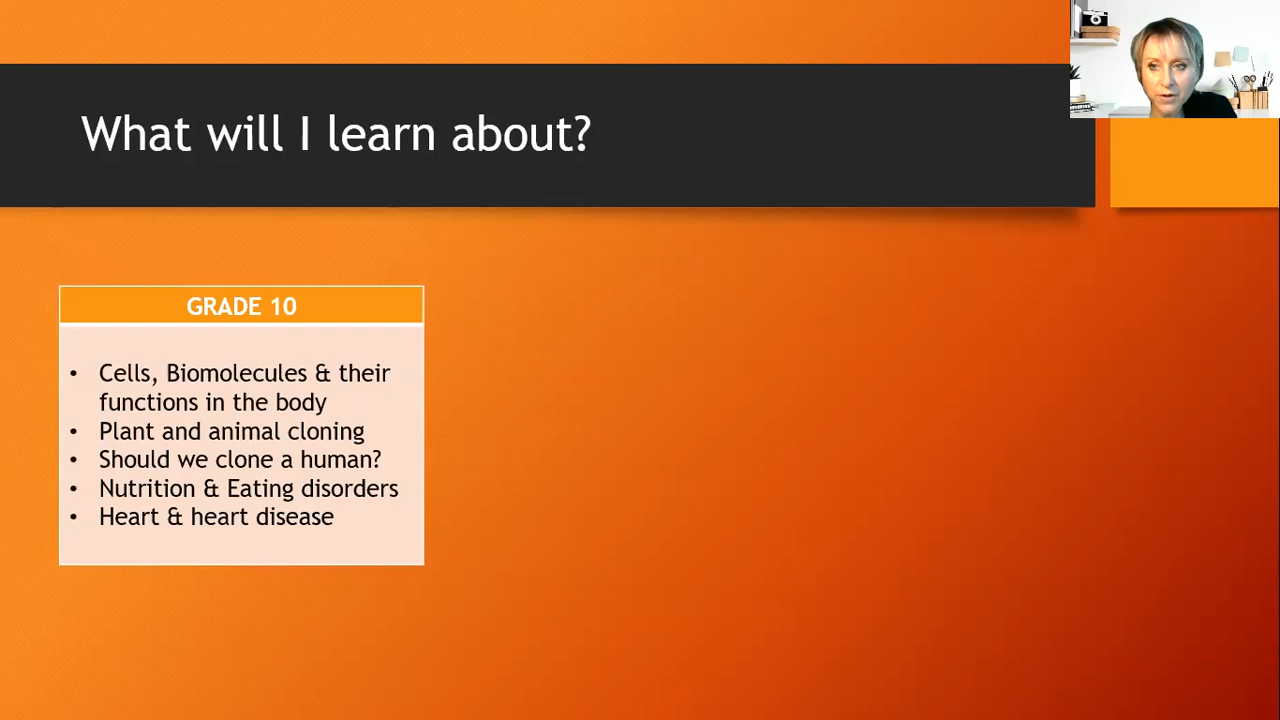 What will I learn about?
GRADE 10
• Cells, Biomolecules & their
functions in the body
• Plant and animal cloning
• Should we clone a human?
• Nutrition & Eating disorders
• Heart & heart disease